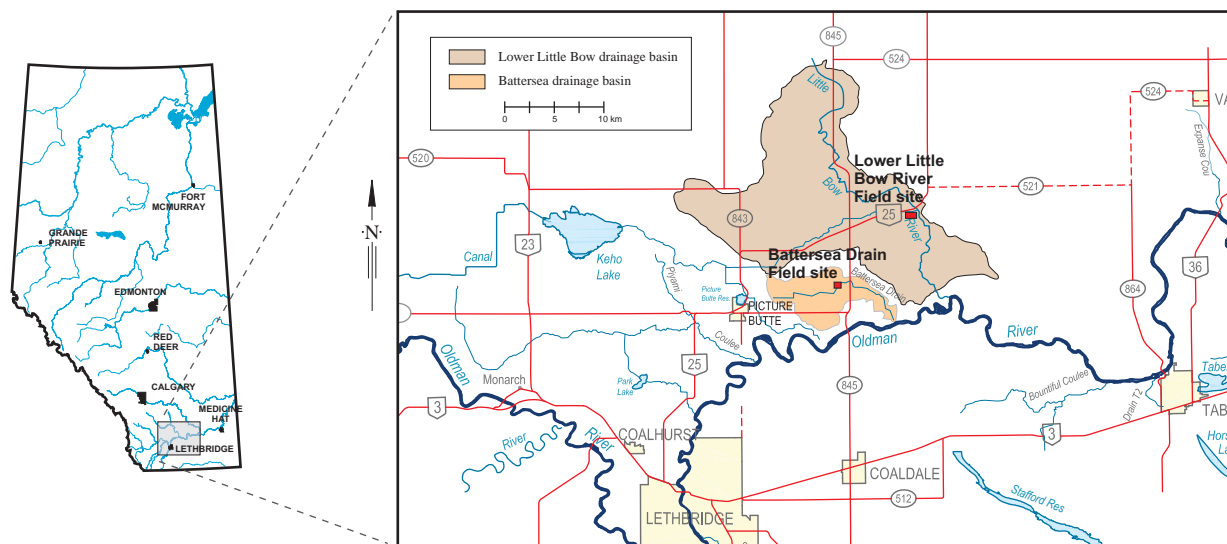 FORT
MCMURRAY
GRANDE
PRAIRIE
EDMONTON
RED
DEER
CALGARY
MEDICINE
HAT
LETHBRIDGE
N
Lower Little Bow drainage basin
Battersea drainage basin
0 5 10 km
845
524
524
VA
Expanse Cou
Little
520
Lower Little
Bow River
Field site
Bow
521
843
25
River
23
Canal
Keho
Lake
Piyami
Battersea Drain
Field site
Battersea Drain
36
864
Picture
Butte Res.
PICTURE
BUTTE
Oldman
River
Coulee
Oldman
25
Monarch
Park
Lake
845
Bountiful Coulee
Drain T2
Tabe
TAB
3
3
River
River
COALHURST
COALDALE
Hors
La
512
Stafford Res
LETHBRIDGE